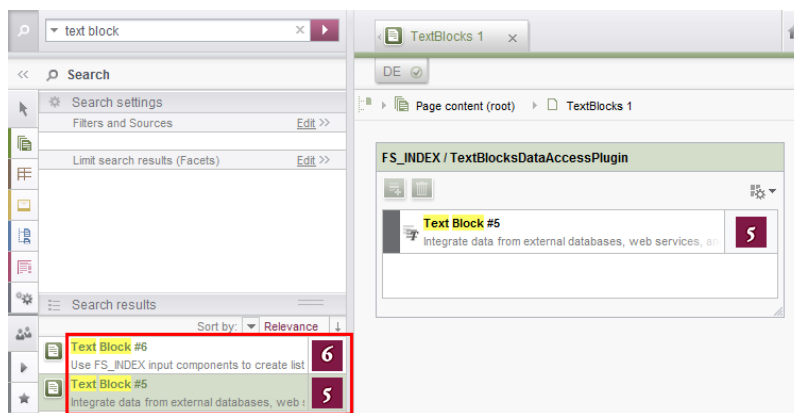 text block
Search
Search settings
Filters and Sources Edit >>
Limit search results (Facets) Edit >>
Search results
Sort by: Relevance
Text Block #6
Use FS_INDEX input components to create list
6
Text Block #5
Integrate data from external databases, web
5
TextBlocks 1
DE
Page content (root) TextBlocks 1
FS_INDEX / TextBlocksDataAccessPlugin
Text Block #5
Integrate data from external databases, web services, an
5